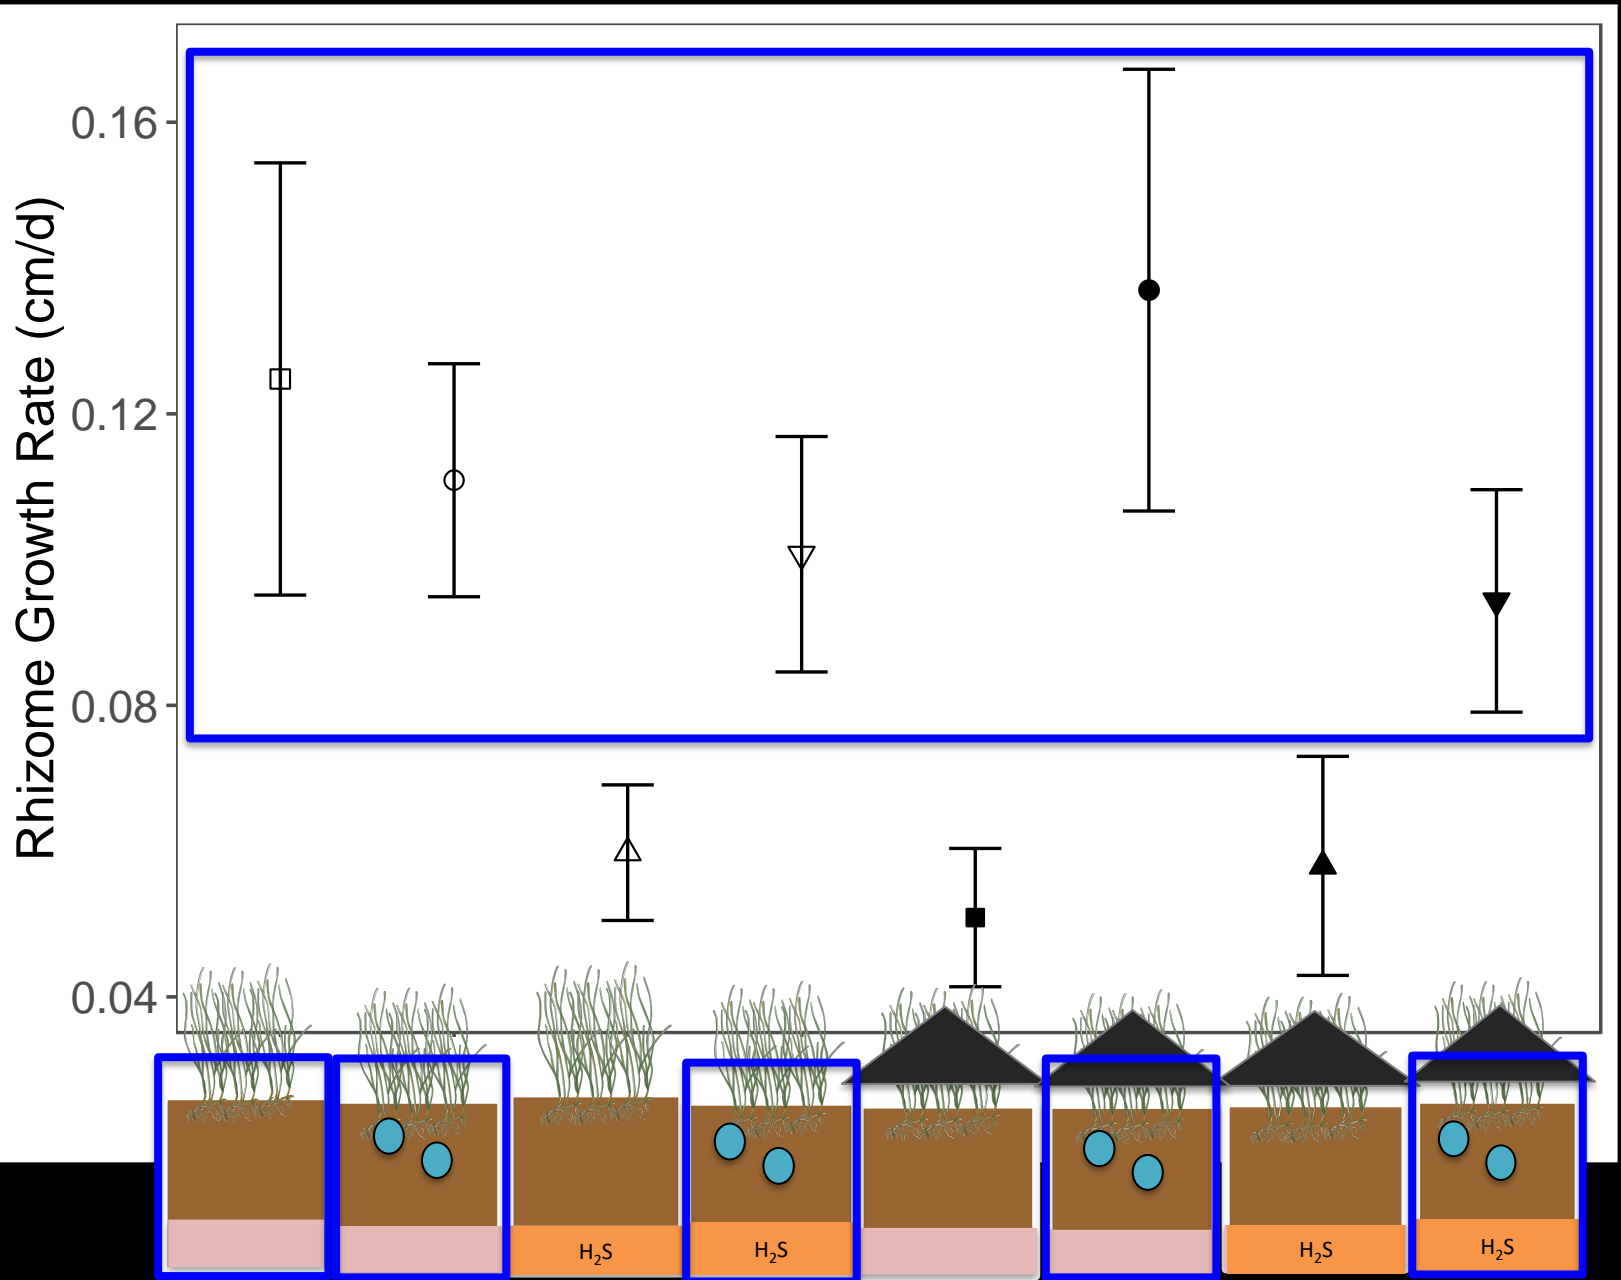 Rhizome Growth Rate (cm/d)
0.16
0.12
0.08
0.04
H₂S
H₂S
H₂S
H₂S